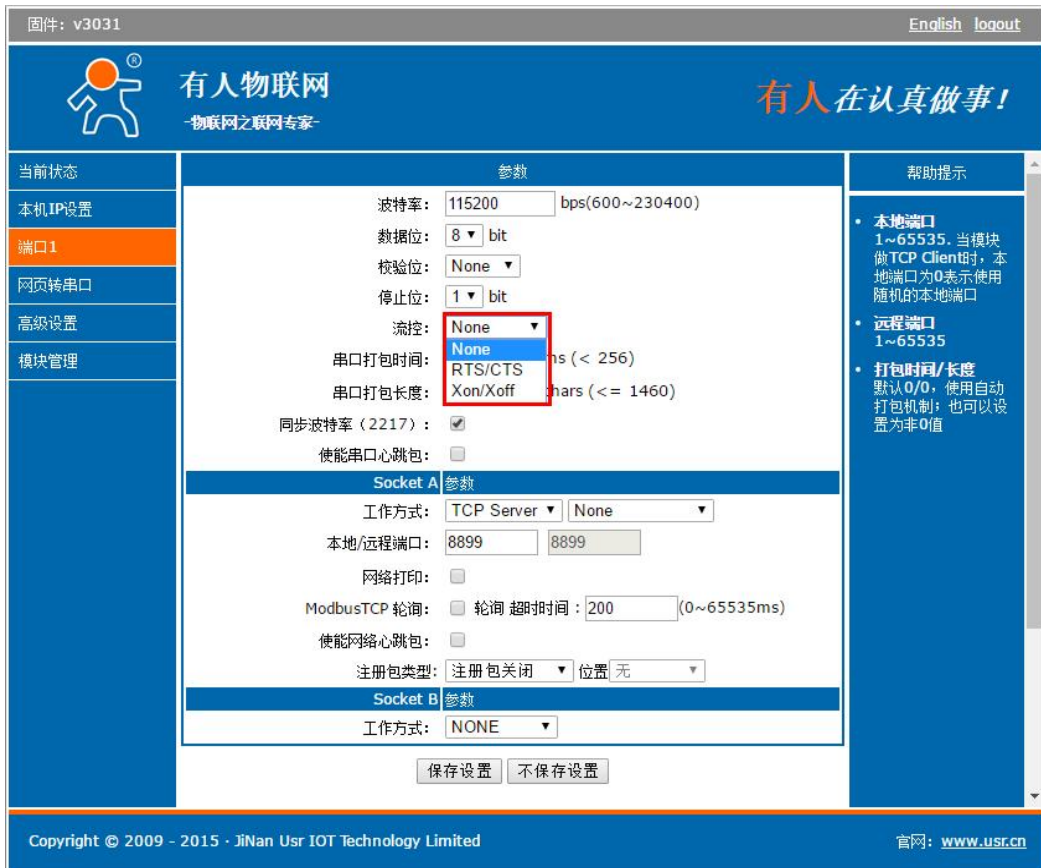 固件：v3031
English logout
®
有人物联网
-物联网之联网专家-
有人在认真做事！
当前状态
本机IP设置
端口1
网页转串口
高级设置
模块管理
参数
波特率： 115200 bps(600~230400)
数据位： 8 bit
校验位： None
停止位： 1 bit
流控： None
None
RTS/CTS
Xon/Xoff
串口打包时间： ms (< 256)
串口打包长度： chars (<= 1460)
同步波特率（2217）：
使能串口心跳包：
Socket A 参数
工作方式： TCP Server None
本地/远程端口： 8899 8899
网络打印：
ModbusTCP 轮询： 轮询 超时时间：200 (0~65535ms)
使能网络心跳包：
注册包类型： 注册包关闭 位置 无
Socket B 参数
工作方式： NONE
保存设置 不保存设置
帮助提示
• 本地端口
1~65535. 当模块
做TCP Client时，本
地端口为0表示使用
随机的本地端口
• 远程端口
1~65535
• 打包时间/长度
默认0/0，使用自动
打包机制；也可以设
置为非0值
Copyright © 2009 - 2015 · JiNan Usr IOT Technology Limited
官网：www.usr.cn